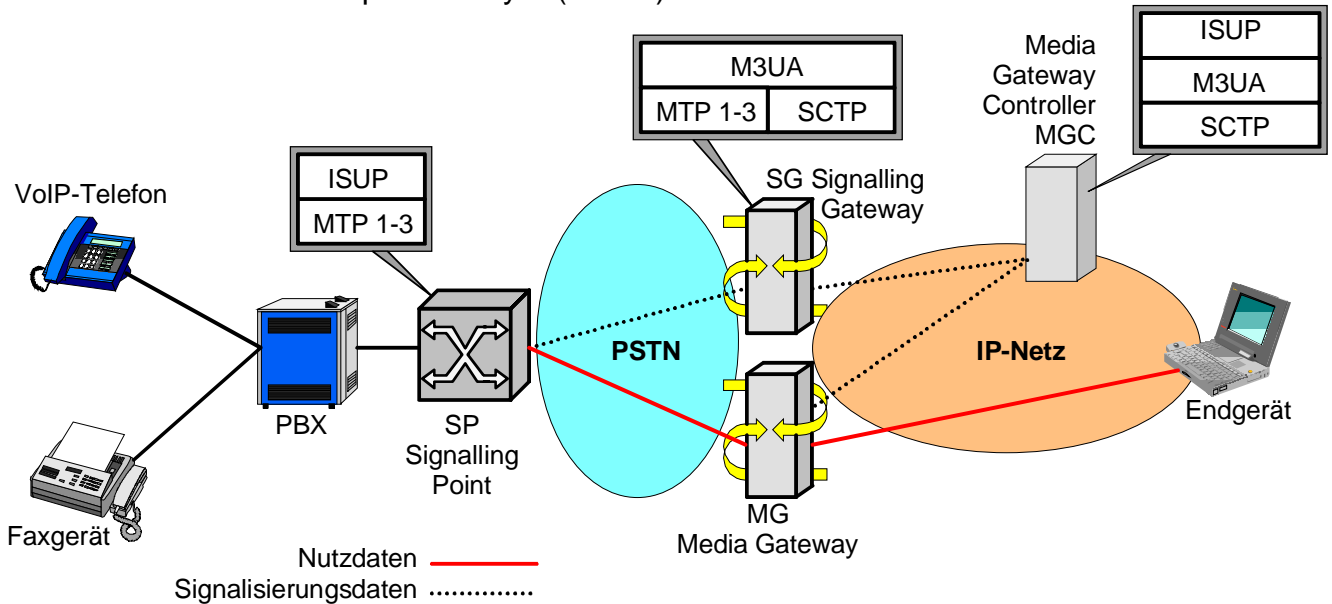 ISUP
M3UA
SCTP
Media
Gateway
Controller
MGC
M3UA
MTP 1-3
SCTP
ISUP
MTP 1-3
SG Signalling
Gateway
VoIP-Telefon
PSTN
IP-Netz
PBX
SP
Signalling
Point
Endgerät
MG
Media Gateway
Faxgerät
Nutzdaten
Signalisierungsdaten